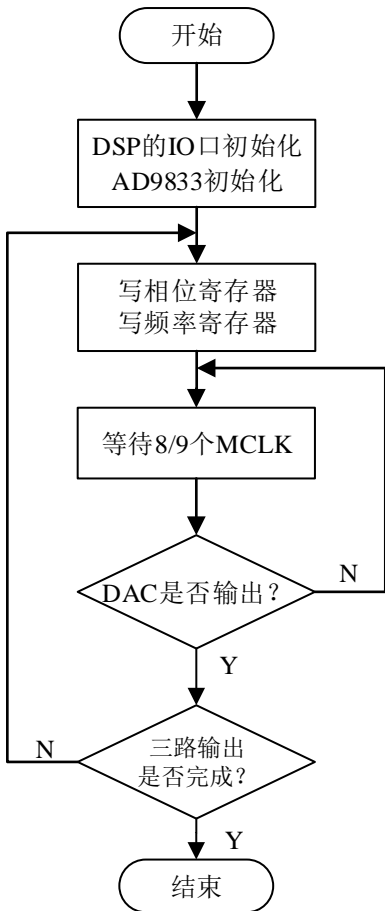 开始
DSP的IO口初始化
AD9833初始化
写相位寄存器
写频率寄存器
等待8/9个MCLK
DAC是否输出?
N
Y
N
三路输出
是否完成?
Y
结束